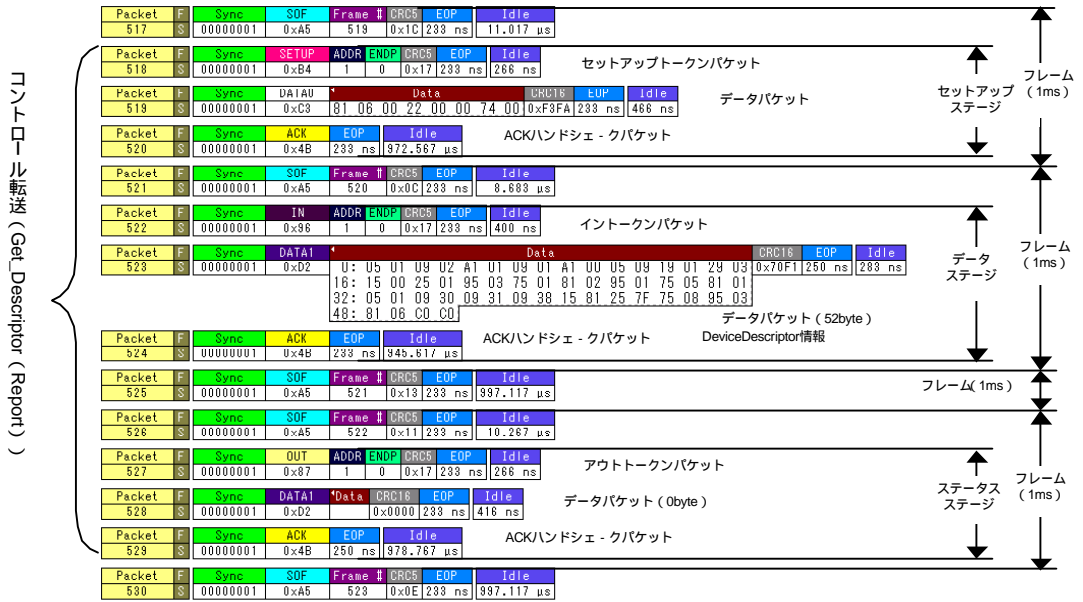 コントロール転送（Get_Descriptor（Report））
Packet F Sync SOF Frame # CRC5 EOP Idle
517 S 00000001 0xA5 519 0x1C 233 ns 11.017 µs
Packet F Sync SETUP ADDR ENDP CRC5 EOP Idle
518 S 00000001 0xB4 1 0 0x17 233 ns 266 ns
セットアップトークンパケット
Packet F Sync DATA0 Data CRC16 EOP Idle
519 S 00000001 0xC3 81 06 00 22 00 00 74 00 0xF3FA 233 ns 466 ns
データパケット
Packet F Sync ACK EOP Idle
520 S 00000001 0x4B 233 ns 972.567 µs
ACKハンドシェ - クパケット
セットアップ
ステージ
フレーム
（1ms）
Packet F Sync SOF Frame # CRC5 EOP Idle
521 S 00000001 0xA5 520 0x0C 233 ns 8.683 µs
Packet F Sync IN ADDR ENDP CRC5 EOP Idle
522 S 00000001 0x96 1 0 0x17 233 ns 400 ns
イントークンパケット
Packet F Sync DATA1 Data CRC16 EOP Idle
523 S 00000001 0xD2 0x70F1 250 ns 283 ns
0: 05 01 09 02 A1 01 09 01 A1 00 05 09 19 01 29 03
16: 15 00 25 01 95 03 75 01 81 02 95 01 75 05 81 01
32: 05 01 09 30 09 31 09 38 15 81 25 7F 75 08 95 03
48: 81 06 C0 C0
データパケット（52byte）
DeviceDescriptor情報
Packet F Sync ACK EOP Idle
524 S 00000001 0x4B 233 ns 945.617 µs
ACKハンドシェ - クパケット
データ
ステージ
フレーム
（1ms）
Packet F Sync SOF Frame # CRC5 EOP Idle
525 S 00000001 0xA5 521 0x13 233 ns 997.117 µs
フレーム（1ms）
Packet F Sync SOF Frame # CRC5 EOP Idle
526 S 00000001 0xA5 522 0x11 233 ns 10.267 µs
Packet F Sync OUT ADDR ENDP CRC5 EOP Idle
527 S 00000001 0x87 1 0 0x17 233 ns 266 ns
アウトトークンパケット
Packet F Sync DATA1 Data CRC16 EOP Idle
528 S 00000001 0xD2 0x0000 233 ns 416 ns
データパケット（0byte）
Packet F Sync ACK EOP Idle
529 S 00000001 0x4B 250 ns 978.767 µs
ACKハンドシェ - クパケット
ステータス
ステージ
フレーム
（1ms）
Packet F Sync SOF Frame # CRC5 EOP Idle
530 S 00000001 0xA5 523 0x0E 233 ns 997.117 µs